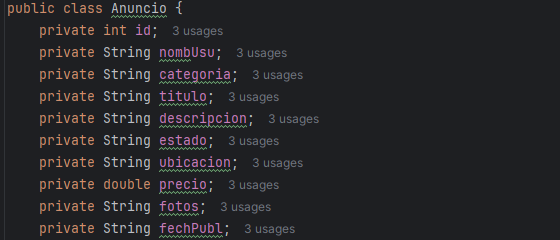 public class Anuncio {
private int id; 3 usages
private String nombUsu; 3 usages
private String categoria; 3 usages
private String titulo; 3 usages
private String descripcion; 3 usages
private String estado; 3 usages
private String ubicacion; 3 usages
private double precio; 3 usages
private String fotos; 3 usages
private String fechPubl; 3 usages